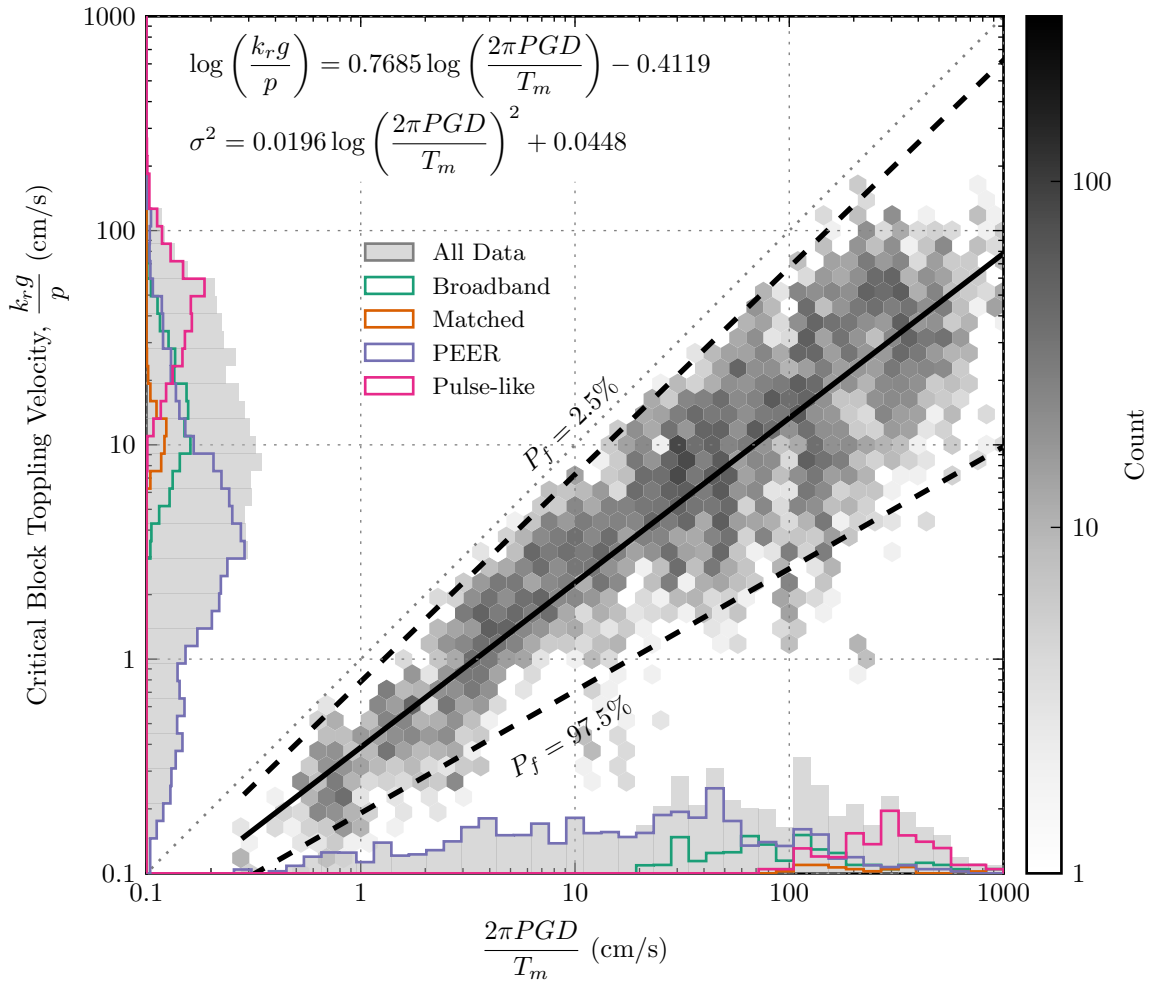 log (k_r g / p) = 0.7685 log (2πPGD / T_m) − 0.4119
σ² = 0.0196 log (2πPGD / T_m)² + 0.0448
All Data
Broadband
Matched
PEER
Pulse-like
P_f = 2.5%
P_f = 97.5%
Critical Block Toppling Velocity, k_r g / p (cm/s)
1000
100
10
1
0.1
0.1
1
10
100
1000
2πPGD / T_m (cm/s)
100
10
1
Count